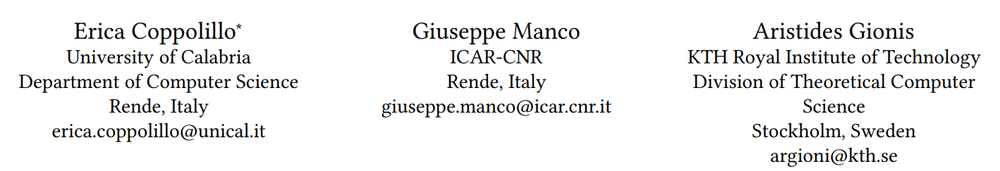 Erica Coppolillo*
University of Calabria
Department of Computer Science
Rende, Italy
erica.coppolillo@unical.it
Giuseppe Manco
ICAR-CNR
Rende, Italy
giuseppe.manco@icar.cnr.it
Aristides Gionis
KTH Royal Institute of Technology
Division of Theoretical Computer
Science
Stockholm, Sweden
argioni@kth.se